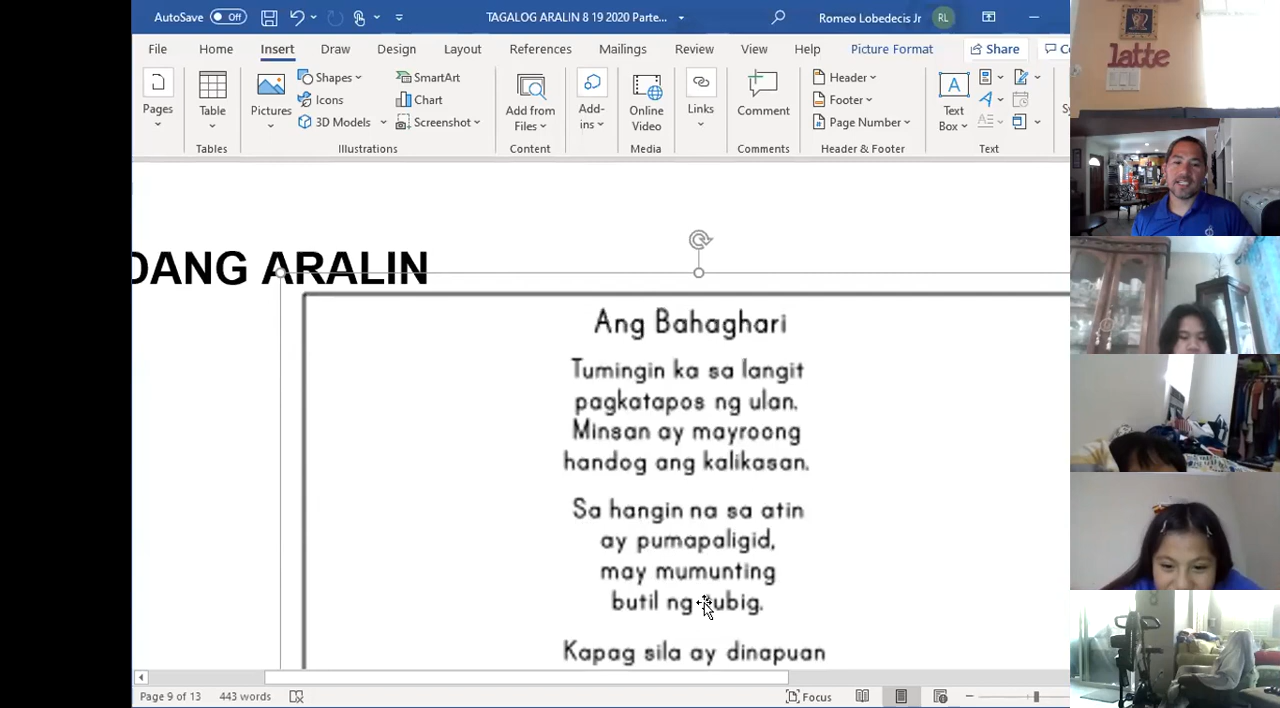 AutoSave Off TAGALOG ARALIN 8 19 2020 Parte... Romeo Lobedecis Jr RL
File Home Insert Draw Design Layout References Mailings Review View Help Picture Format Share
Pages
Table
Tables
Pictures
Shapes
Icons
3D Models
SmartArt
Chart
Screenshot
Illustrations
Add from
Files
Content
Add-
ins
Online
Video
Media
Links
Comment
Comments
Header
Footer
Page Number
Header & Footer
Text
Box
Text
latte
DANG ARALIN
Ang Bahaghari
Tumingin ka sa langit
pagkatapos ng ulan.
Minsan ay mayroong
handog ang kalikasan.
Sa hangin na sa atin
ay pumapaligid,
may mumunting
butil ng tubig.
Kapag sila ay dinapuan
Page 9 of 13 443 words Focus